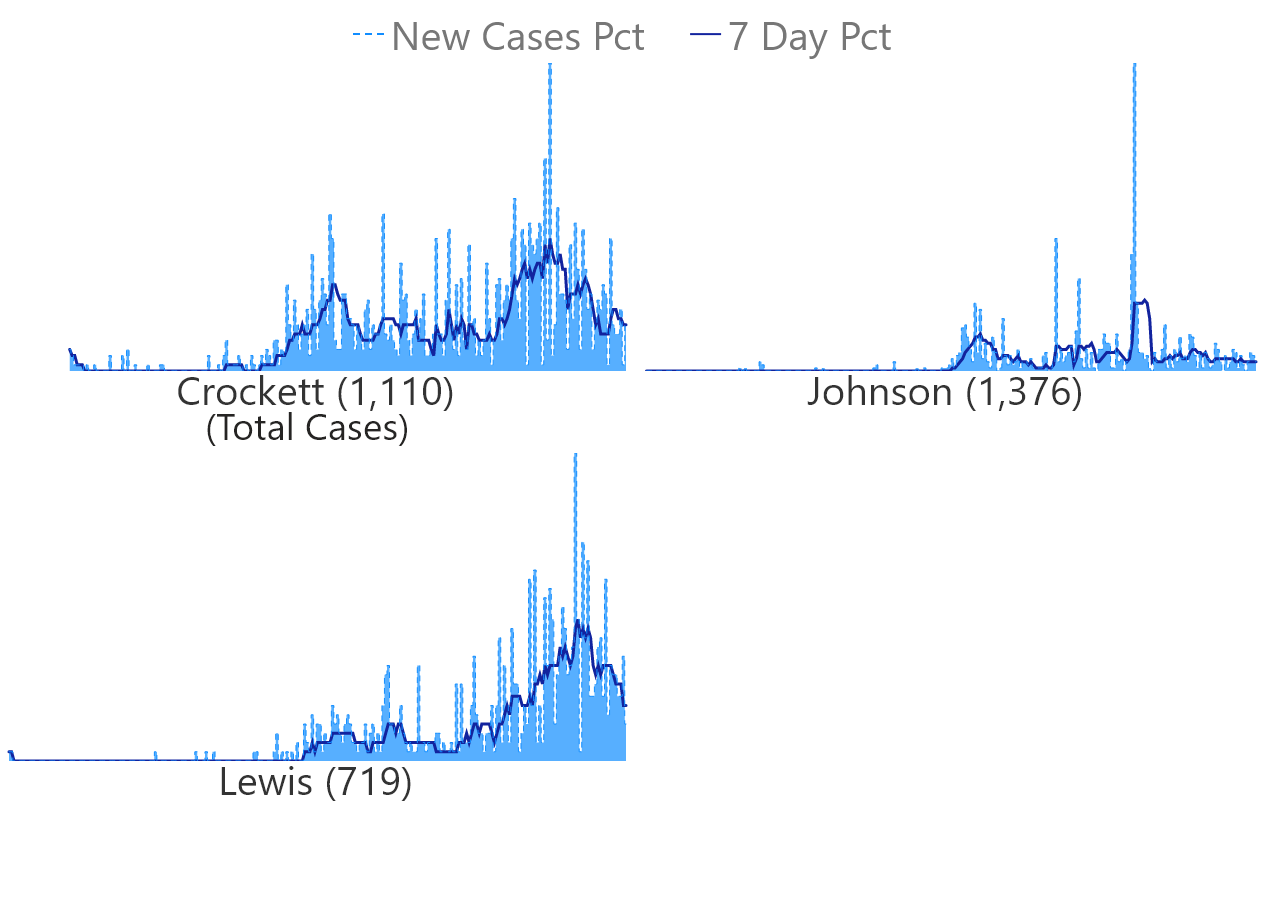 New Cases Pct 7 Day Pct
Crockett (1,110) Johnson (1,376)
(Total Cases)
Lewis (719)